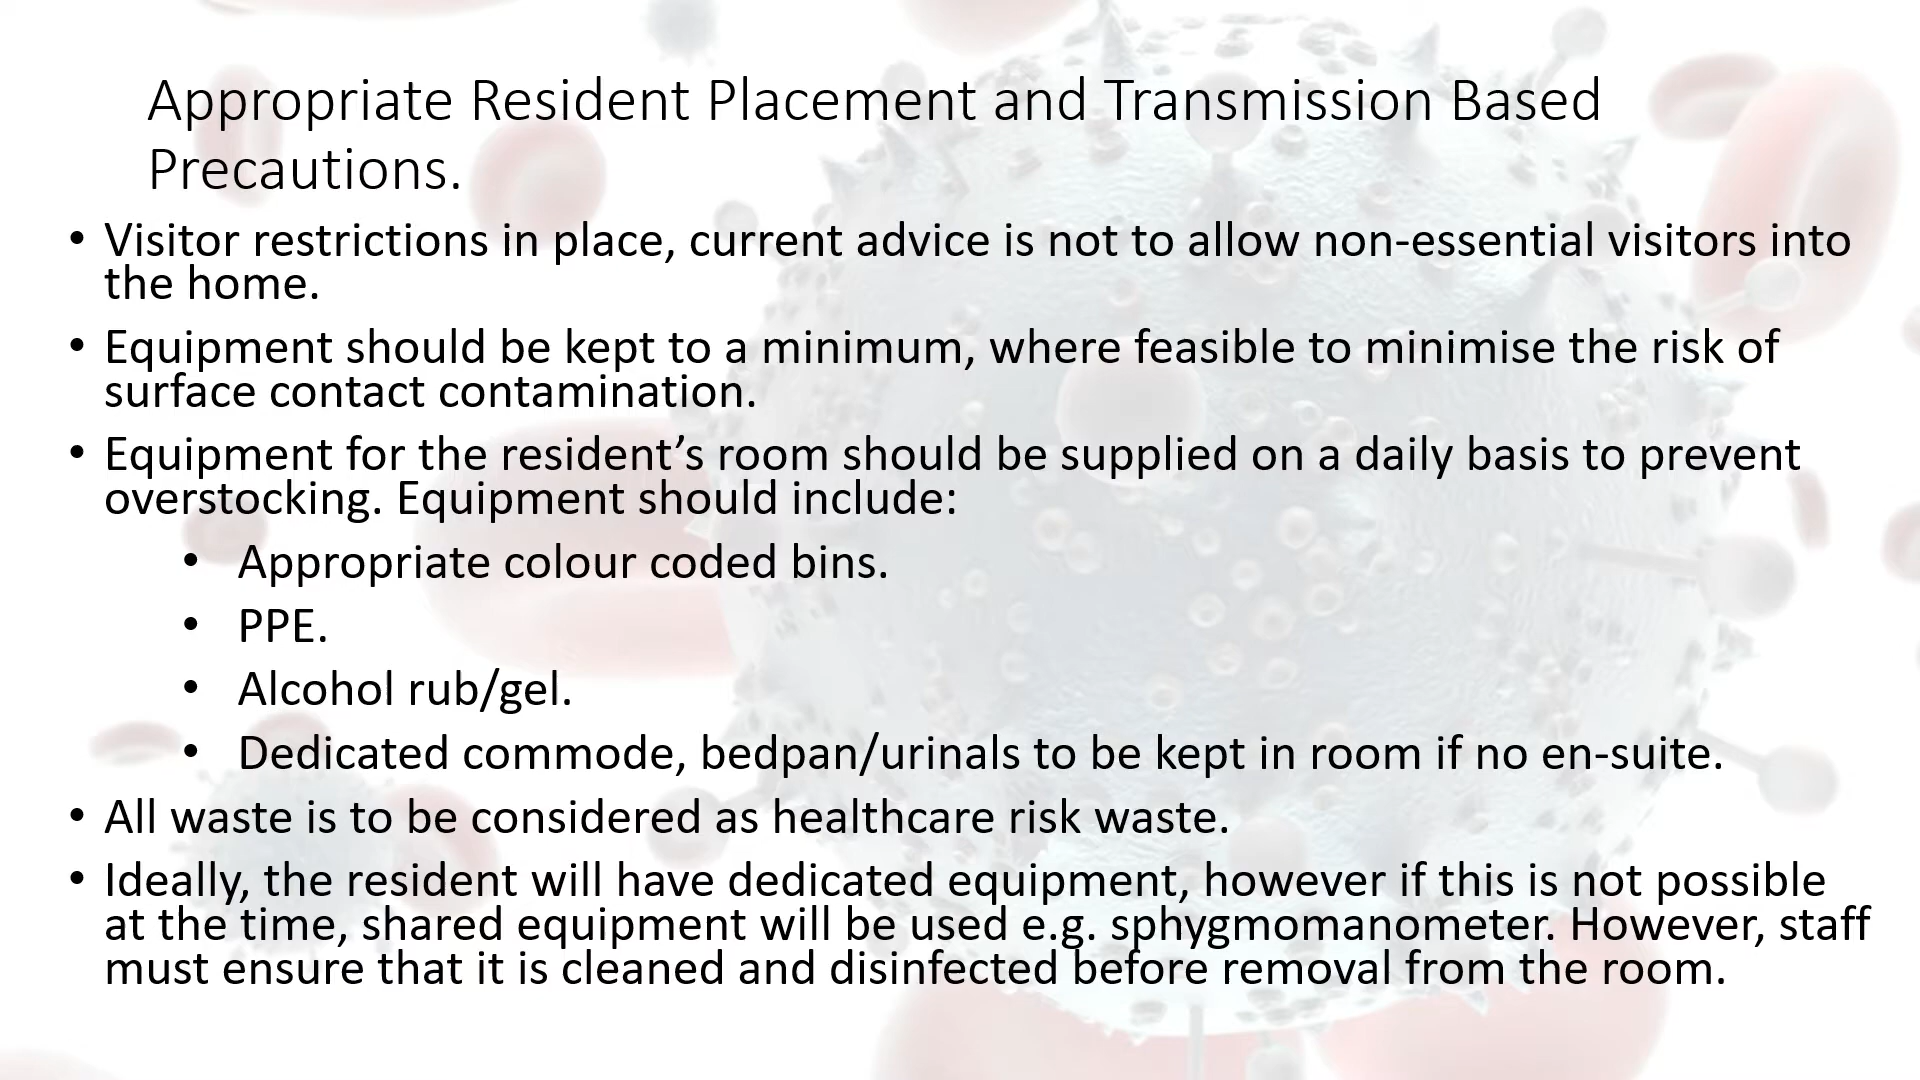 Appropriate Resident Placement and Transmission Based
Precautions.
• Visitor restrictions in place, current advice is not to allow non-essential visitors into
the home.
• Equipment should be kept to a minimum, where feasible to minimise the risk of
surface contact contamination.
• Equipment for the resident’s room should be supplied on a daily basis to prevent
overstocking. Equipment should include:
• Appropriate colour coded bins.
• PPE.
• Alcohol rub/gel.
• Dedicated commode, bedpan/urinals to be kept in room if no en-suite.
• All waste is to be considered as healthcare risk waste.
• Ideally, the resident will have dedicated equipment, however if this is not possible
at the time, shared equipment will be used e.g. sphygmomanometer. However, staff
must ensure that it is cleaned and disinfected before removal from the room.